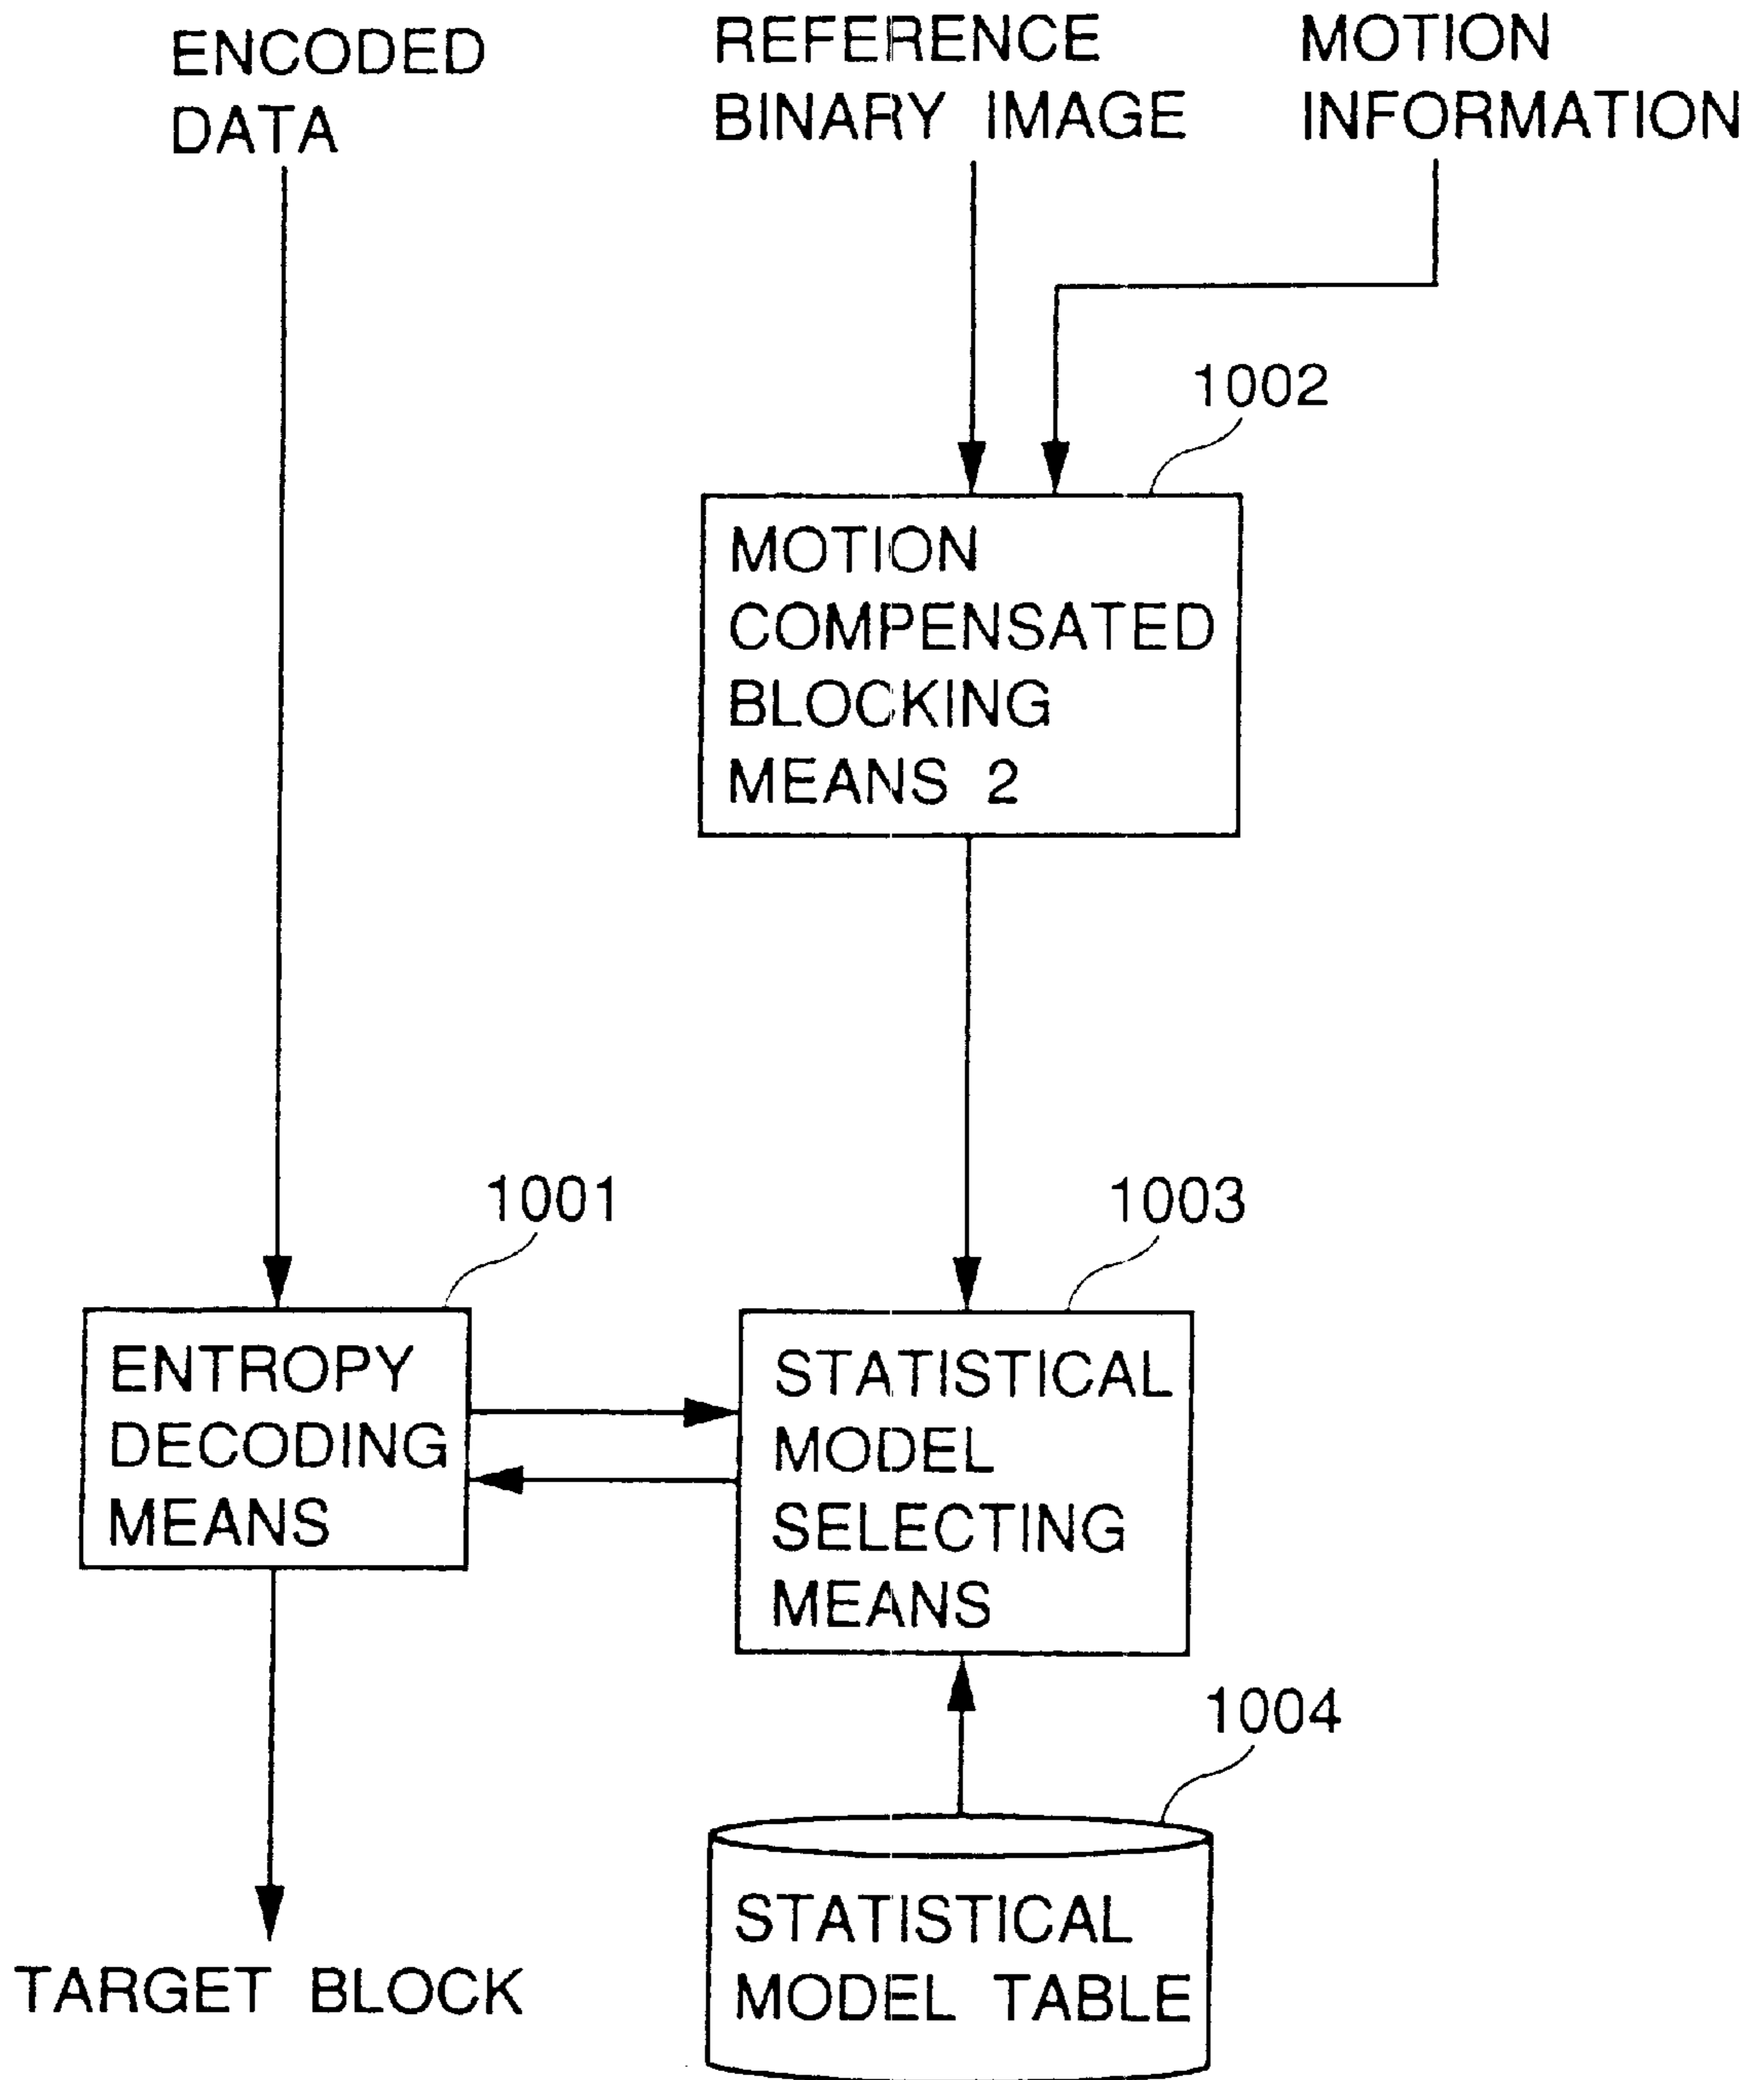 ENCODED
DATA
REFERENCE
BINARY IMAGE
MOTION
INFORMATION
1002
MOTION
COMPENSATED
BLOCKING
MEANS 2
1001
1003
ENTROPY
DECODING
MEANS
STATISTICAL
MODEL
SELECTING
MEANS
1004
STATISTICAL
MODEL TABLE
TARGET BLOCK